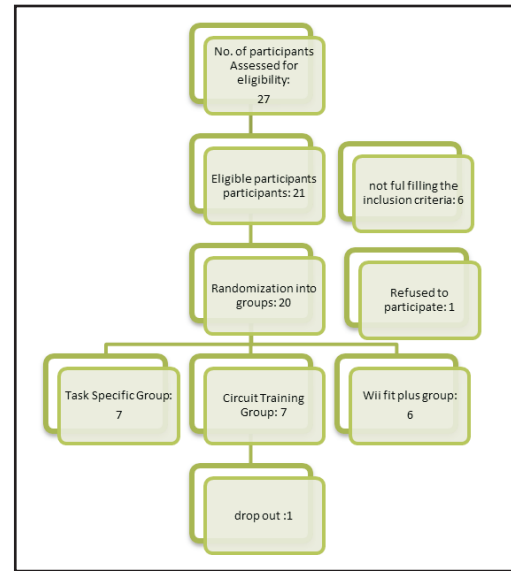 No. of participants
Assessed for
eligibility:
27
Eligible participants
participants: 21
not ful filling the
inclusion criteria: 6
Randomization into
groups: 20
Refused to
participate: 1
Task Specific Group:
7
Circuit Training
Group: 7
Wii fit plus group:
6
drop out :1